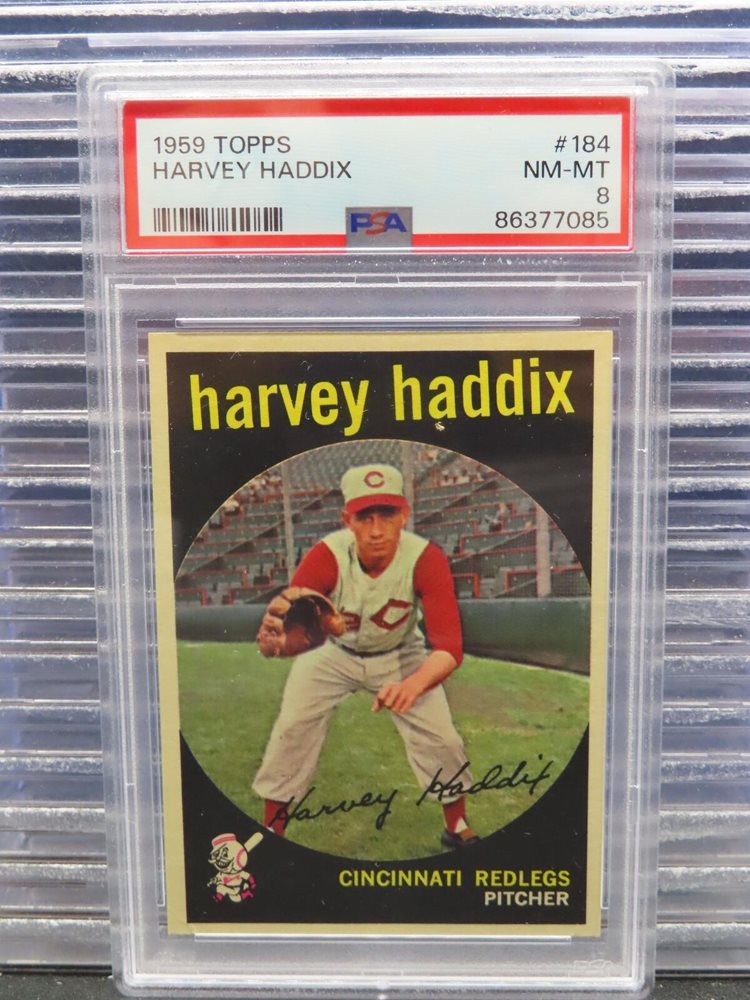 1959 TOPPS #184
HARVEY HADDIX NM-MT
8
PSA 86377085
harvey haddix
C
C
Harvey Haddix
CINCINNATI REDLEGS
PITCHER